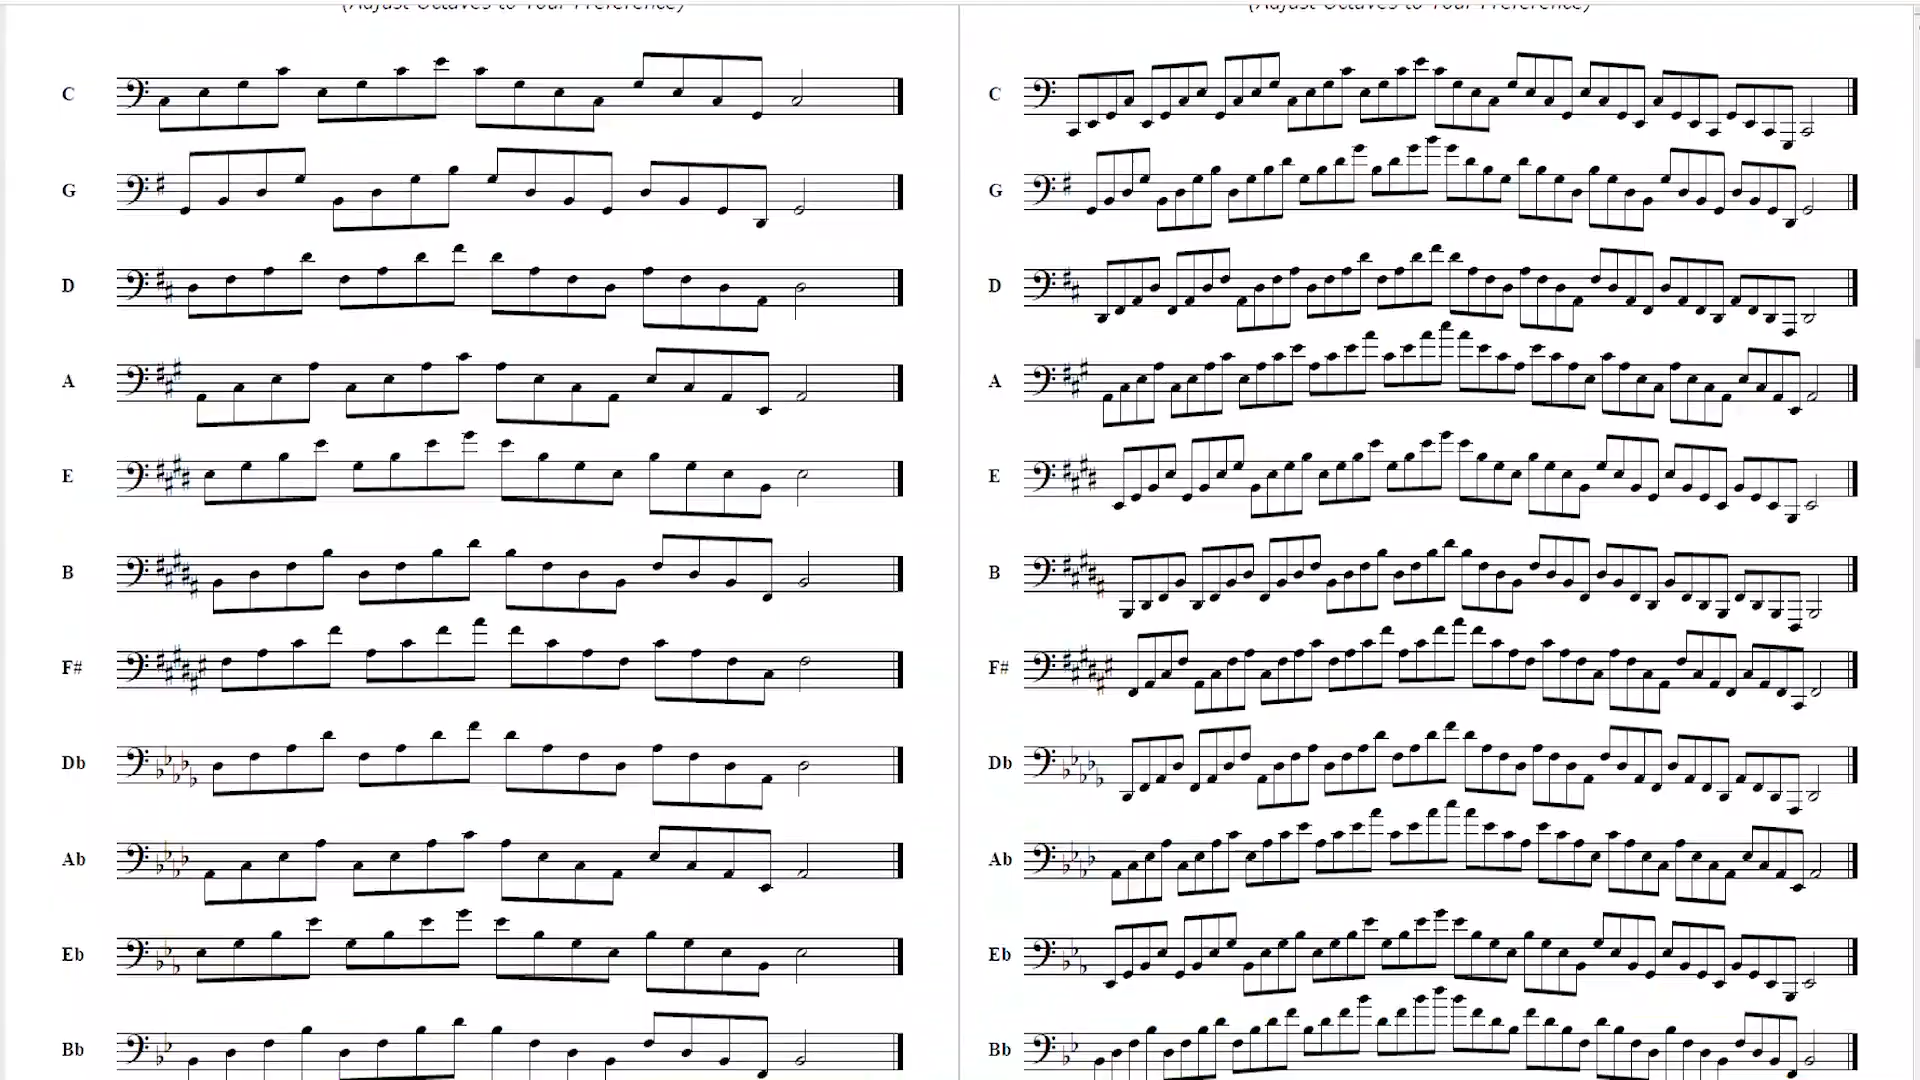 (Adjust Octaves to Your Preference)
C
G
D
A
E
B
F#
Db
Ab
Eb
Bb
(Adjust Octaves to Your Preference)
C
G
D
A
E
B
F#
Db
Ab
Eb
Bb